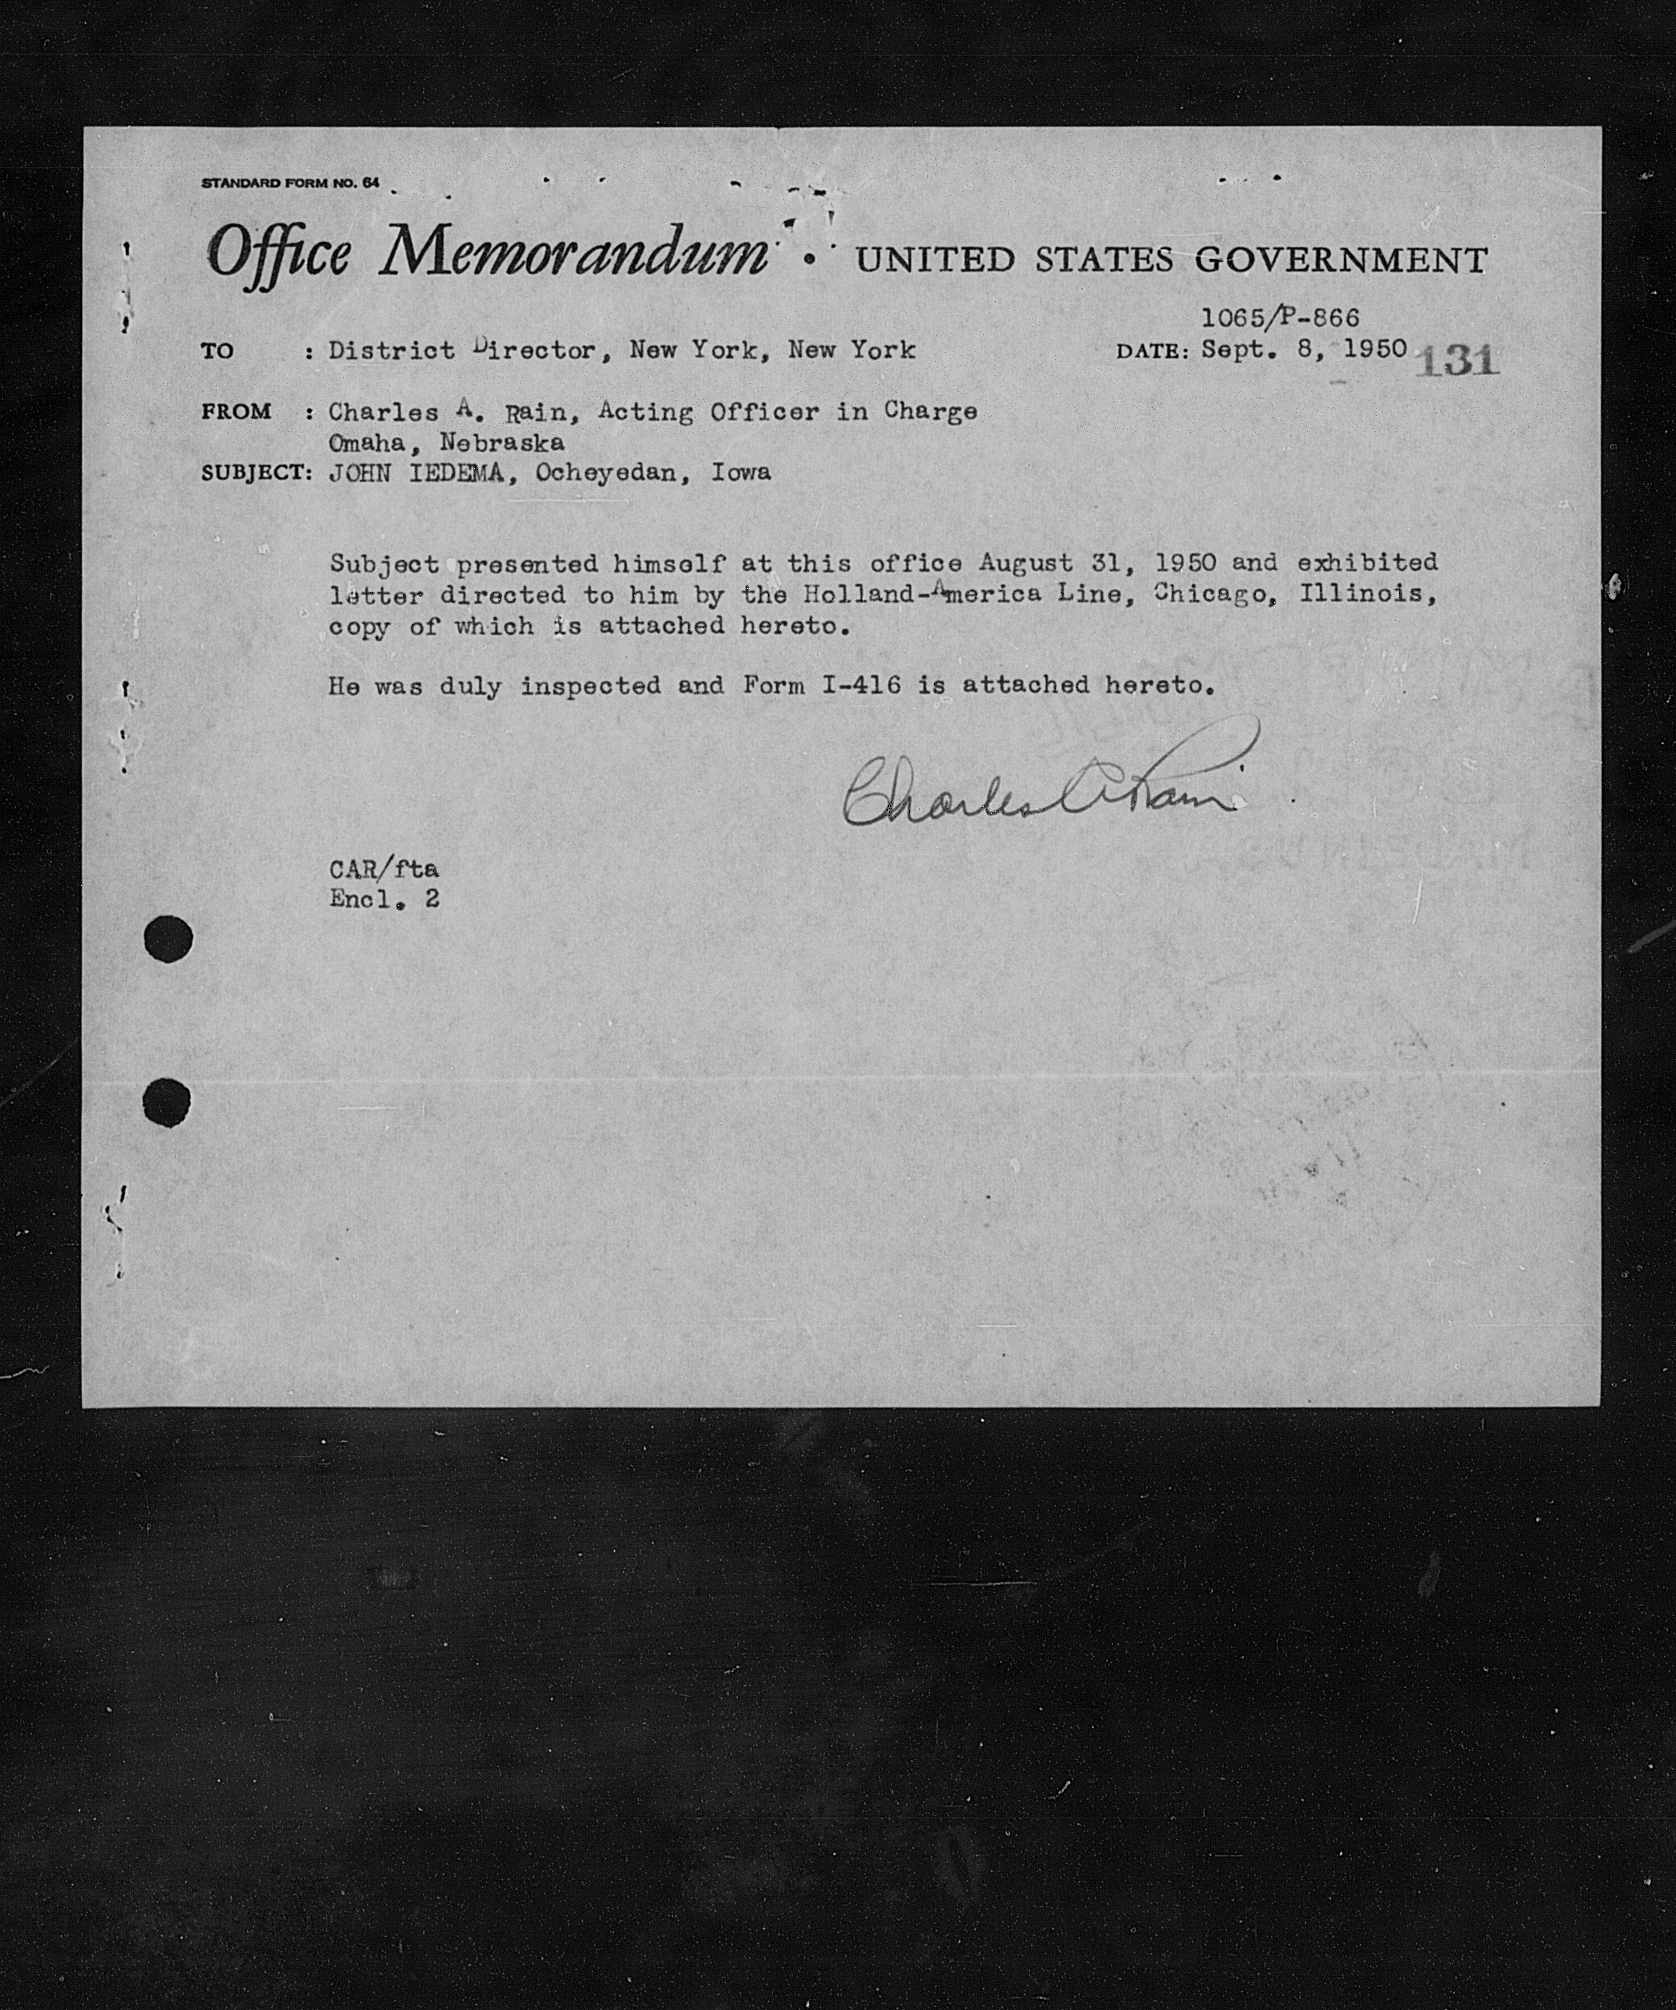 STANDARD FORM NO. 64
Office Memorandum • UNITED STATES GOVERNMENT
1065/P-866
TO : District Director, New York, New York DATE: Sept. 8, 1950 131
FROM : Charles A. Rain, Acting Officer in Charge
Omaha, Nebraska
SUBJECT: JOHN IEDEMA, Ocheyedan, Iowa
Subject presented himself at this office August 31, 1950 and exhibited
letter directed to him by the Holland-America Line, Chicago, Illinois,
copy of which is attached hereto.
He was duly inspected and Form I-416 is attached hereto.
Charles A Rain
CAR/fta
Encl. 2